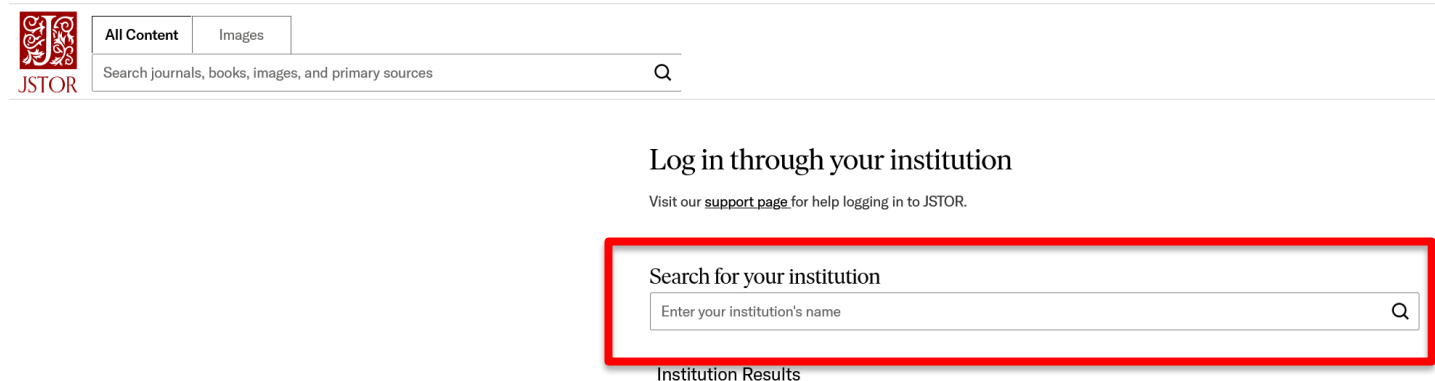 All Content
Images
Search journals, books, images, and primary sources
JSTOR
Log in through your institution
Visit our support page for help logging in to JSTOR.
Search for your institution
Enter your institution's name
Institution Results